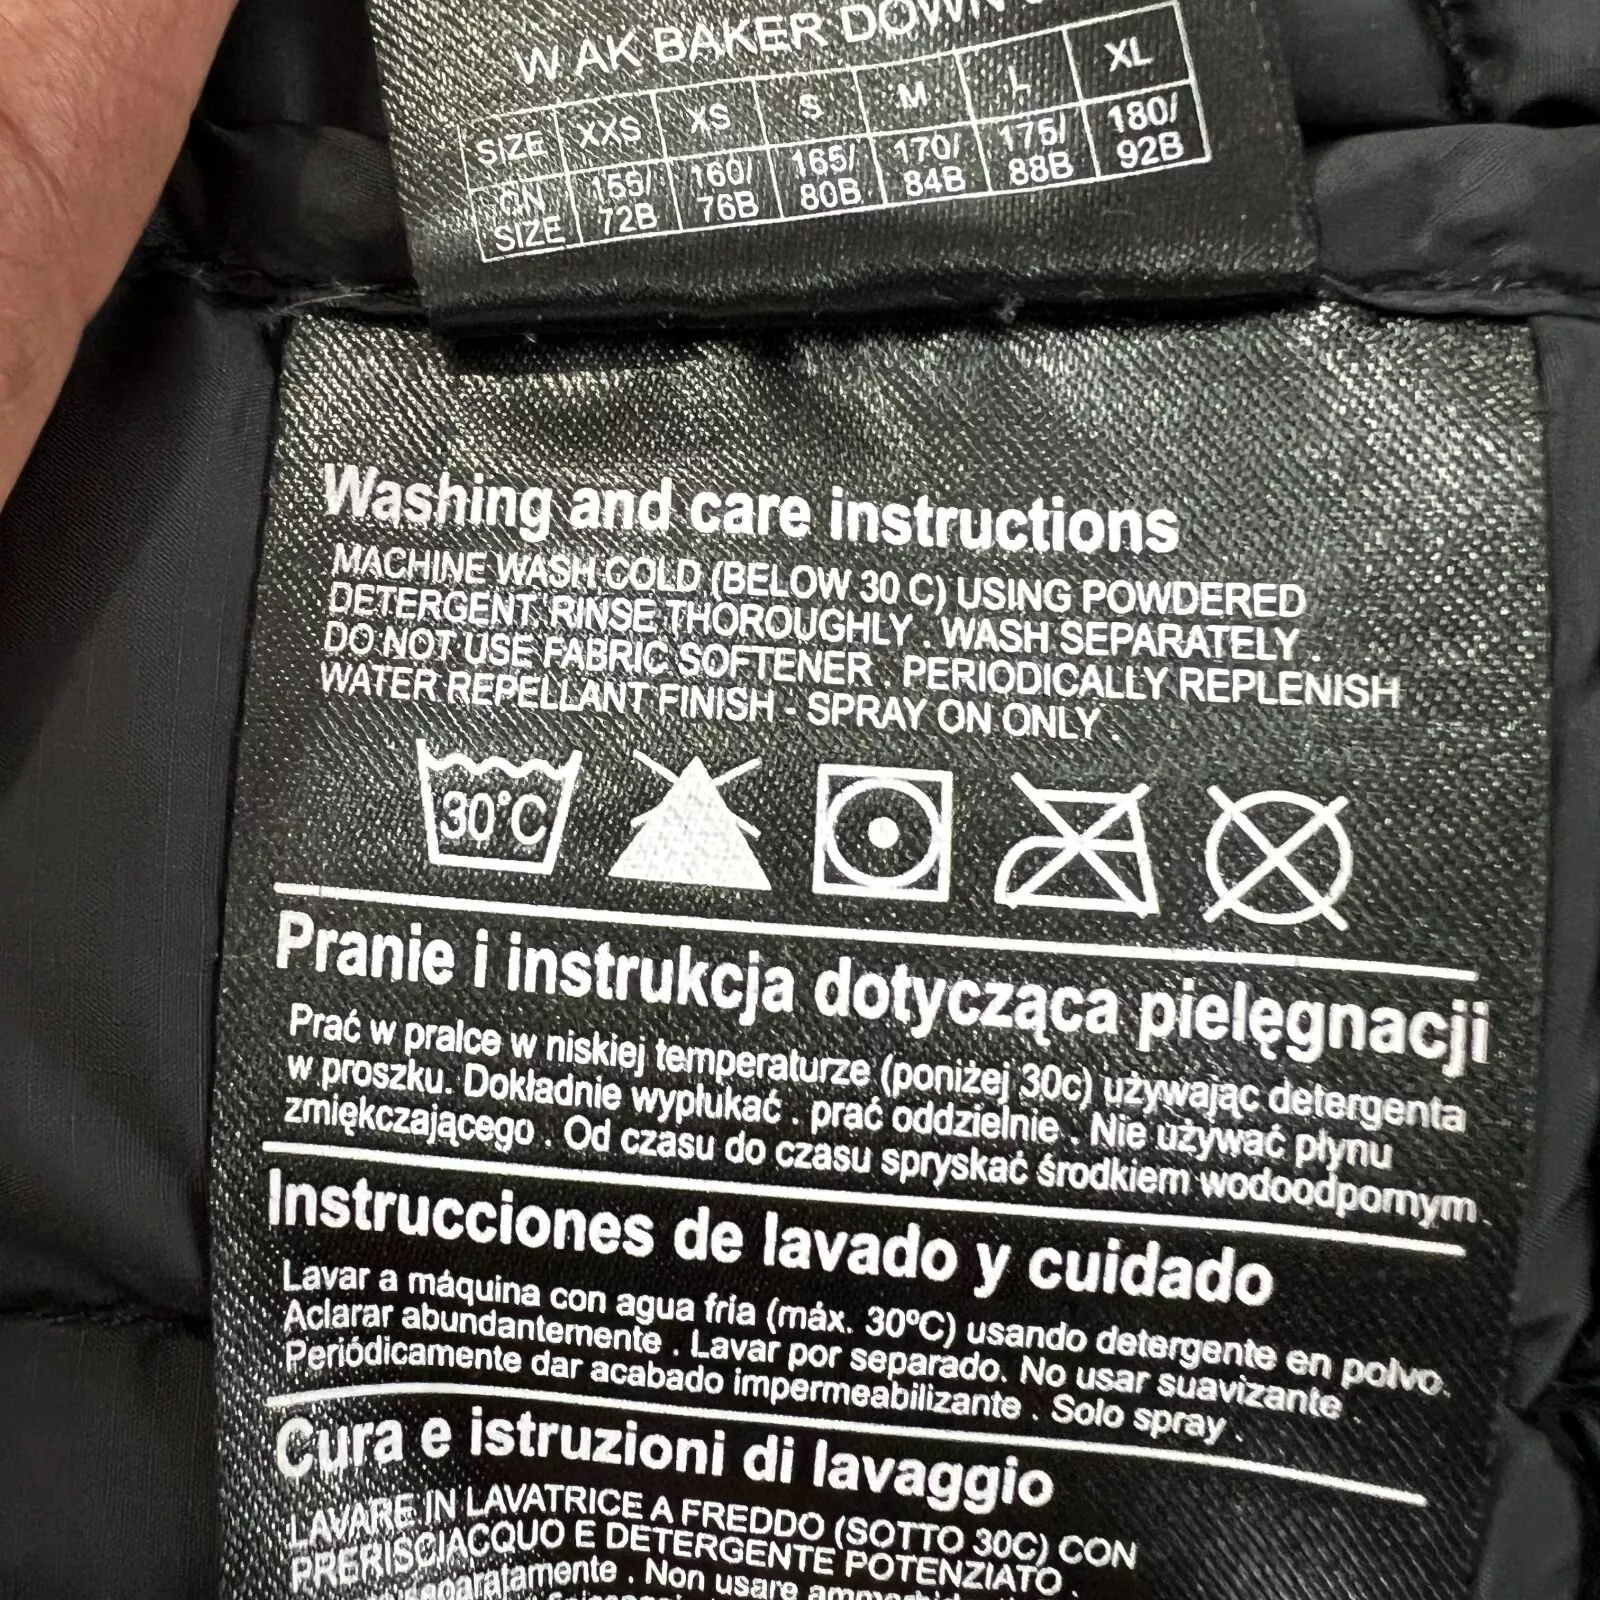 W AK BAKER DOWN
SIZE XXS XS S M L XL
CN SIZE 155/72B 160/76B 165/80B 170/84B 175/88B 180/92B
Washing and care instructions
MACHINE WASH COLD (BELOW 30 C) USING POWDERED
DETERGENT. RINSE THOROUGHLY . WASH SEPARATELY .
DO NOT USE FABRIC SOFTENER . PERIODICALLY REPLENISH
WATER REPELLANT FINISH - SPRAY ON ONLY .
30°C
Pranie i instrukcja dotycząca pielęgnacji
Prać w pralce w niskiej temperaturze (poniżej 30c) używając detergenta
w proszku. Dokładnie wypłukać . prać oddzielnie . Nie używać płynu
zmiękczającego . Od czasu do czasu spryskać środkiem wodoodpornym .
Instrucciones de lavado y cuidado
Lavar a máquina con agua fria (máx. 30ºC) usando detergente en polvo.
Aclarar abundantemente . Lavar por separado. No usar suavizante .
Periódicamente dar acabado impermeabilizante . Solo spray .
Cura e istruzioni di lavaggio
LAVARE IN LAVATRICE A FREDDO (SOTTO 30C) CON
PRERISCIACQUO E DETERGENTE POTENZIATO .
separatamente . Non usare